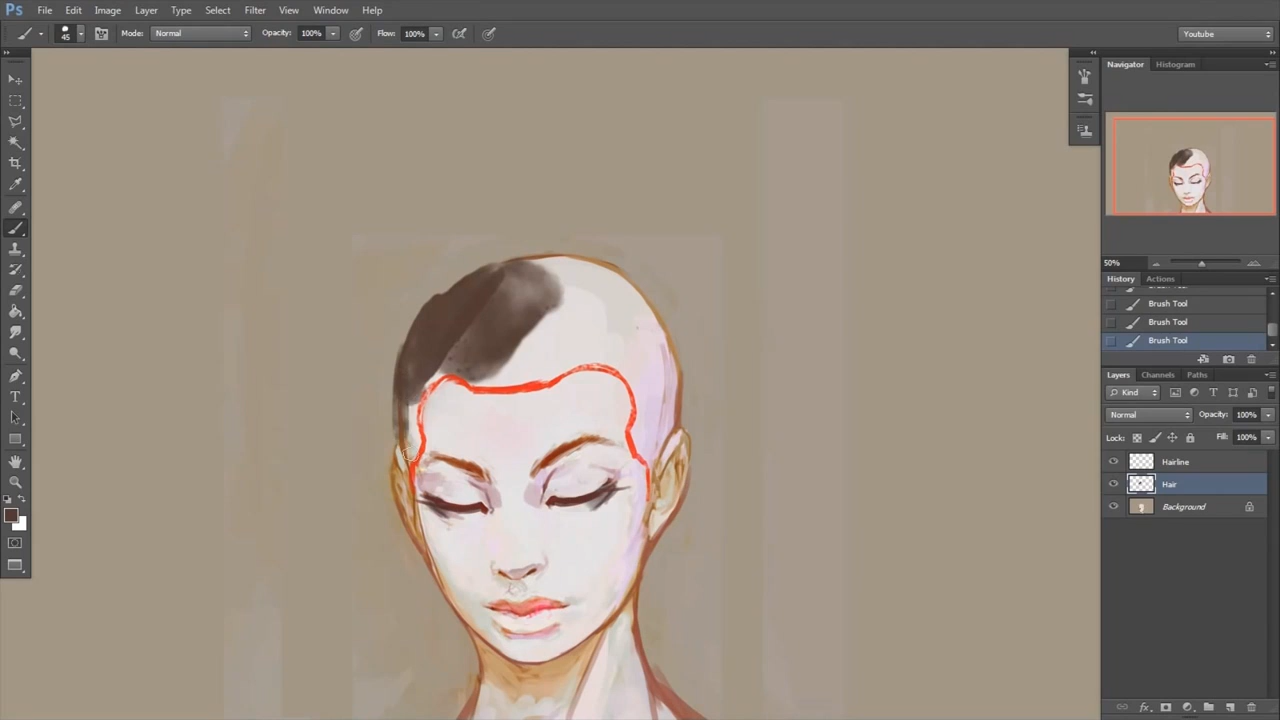 Ps File Edit Image Layer Type Select Filter View Window Help
45 Mode: Normal Opacity: 100% Flow: 100% Youtube
Navigator Histogram
50%
History Actions
Brush Tool
Brush Tool
Brush Tool
Layers Channels Paths
Kind
Normal Opacity: 100%
Lock: Fill: 100%
Hairline
Hair
Background